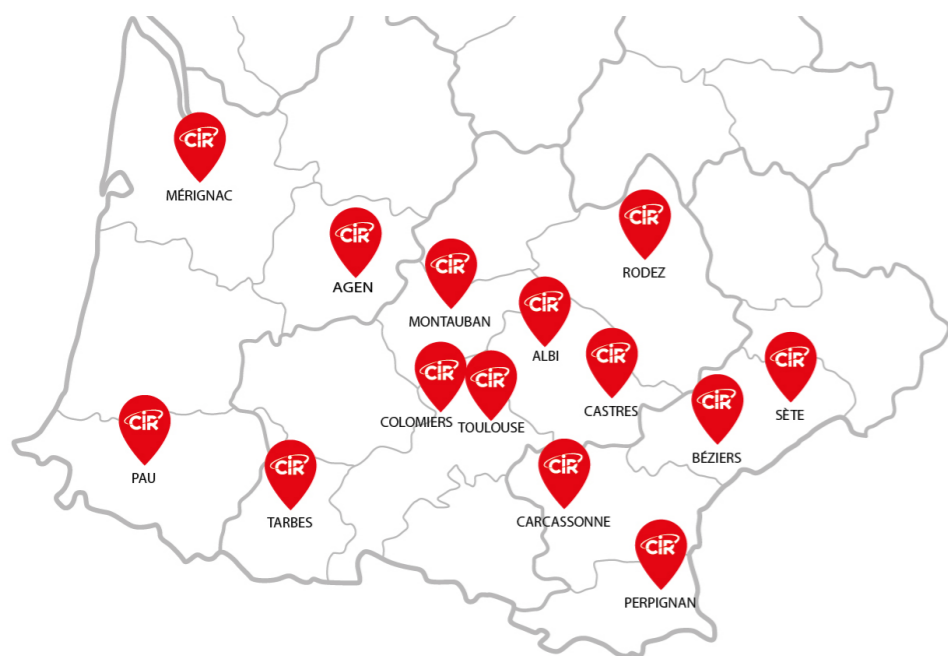 CIR
MÉRIGNAC
CIR
RODEZ
CIR
AGEN
CIR
MONTAUBAN
CIR
ALBI
CIR
CASTRES
CIR
SÈTE
CIR
COLOMIERS
CIR
TOULOUSE
CIR
BÉZIERS
CIR
PAU
CIR
TARBES
CIR
CARCASSONNE
CIR
PERPIGNAN